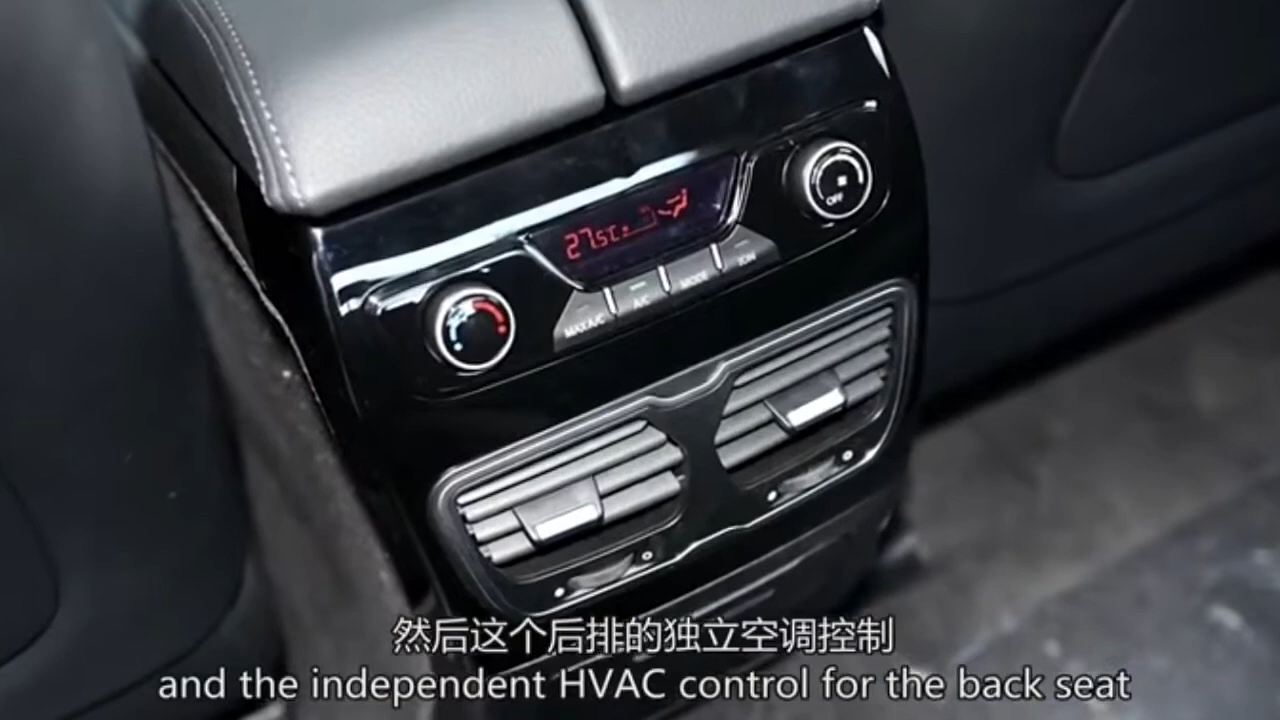 OFF
27.5°C
MAX A/C
A/C
MODE
ION
然后这个后排的独立空调控制
and the independent HVAC control for the back seat